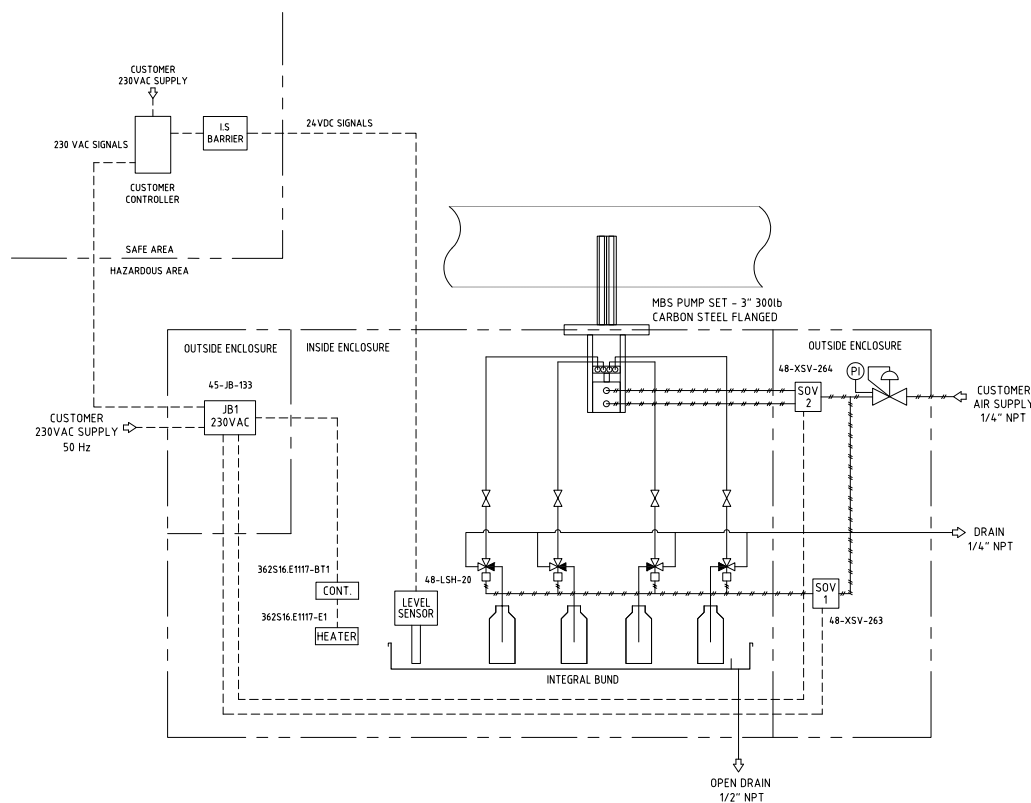 CUSTOMER
230VAC SUPPLY
I.S
BARRIER
24VDC SIGNALS
230 VAC SIGNALS
CUSTOMER
CONTROLLER
SAFE AREA
HAZARDOUS AREA
MBS PUMP SET - 3" 300lb
CARBON STEEL FLANGED
OUTSIDE ENCLOSURE
INSIDE ENCLOSURE
OUTSIDE ENCLOSURE
48-XSV-264
PI
45-JB-133
SOV
2
CUSTOMER
AIR SUPPLY
1/4" NPT
JB1
230VAC
CUSTOMER
230VAC SUPPLY
50 Hz
DRAIN
1/4" NPT
362S16.E1117-BT1
CONT.
48-LSH-20
LEVEL
SENSOR
SOV
1
362S16.E1117-E1
HEATER
48-XSV-263
INTEGRAL BUND
OPEN DRAIN
1/2" NPT